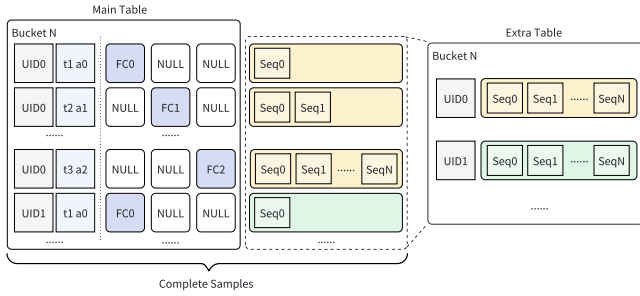 Main Table
Bucket N
UID0 t1 a0 FC0 NULL NULL Seq0
UID0 t2 a1 NULL FC1 NULL Seq0 Seq1
...... ......
UID0 t3 a2 NULL NULL FC2 Seq0 Seq1 ...... SeqN
UID1 t1 a0 FC0 NULL NULL Seq0
...... ...... ......
Complete Samples
Extra Table
Bucket N
UID0 Seq0 Seq1 ...... SeqN
UID1 Seq0 Seq1 ...... SeqN
......